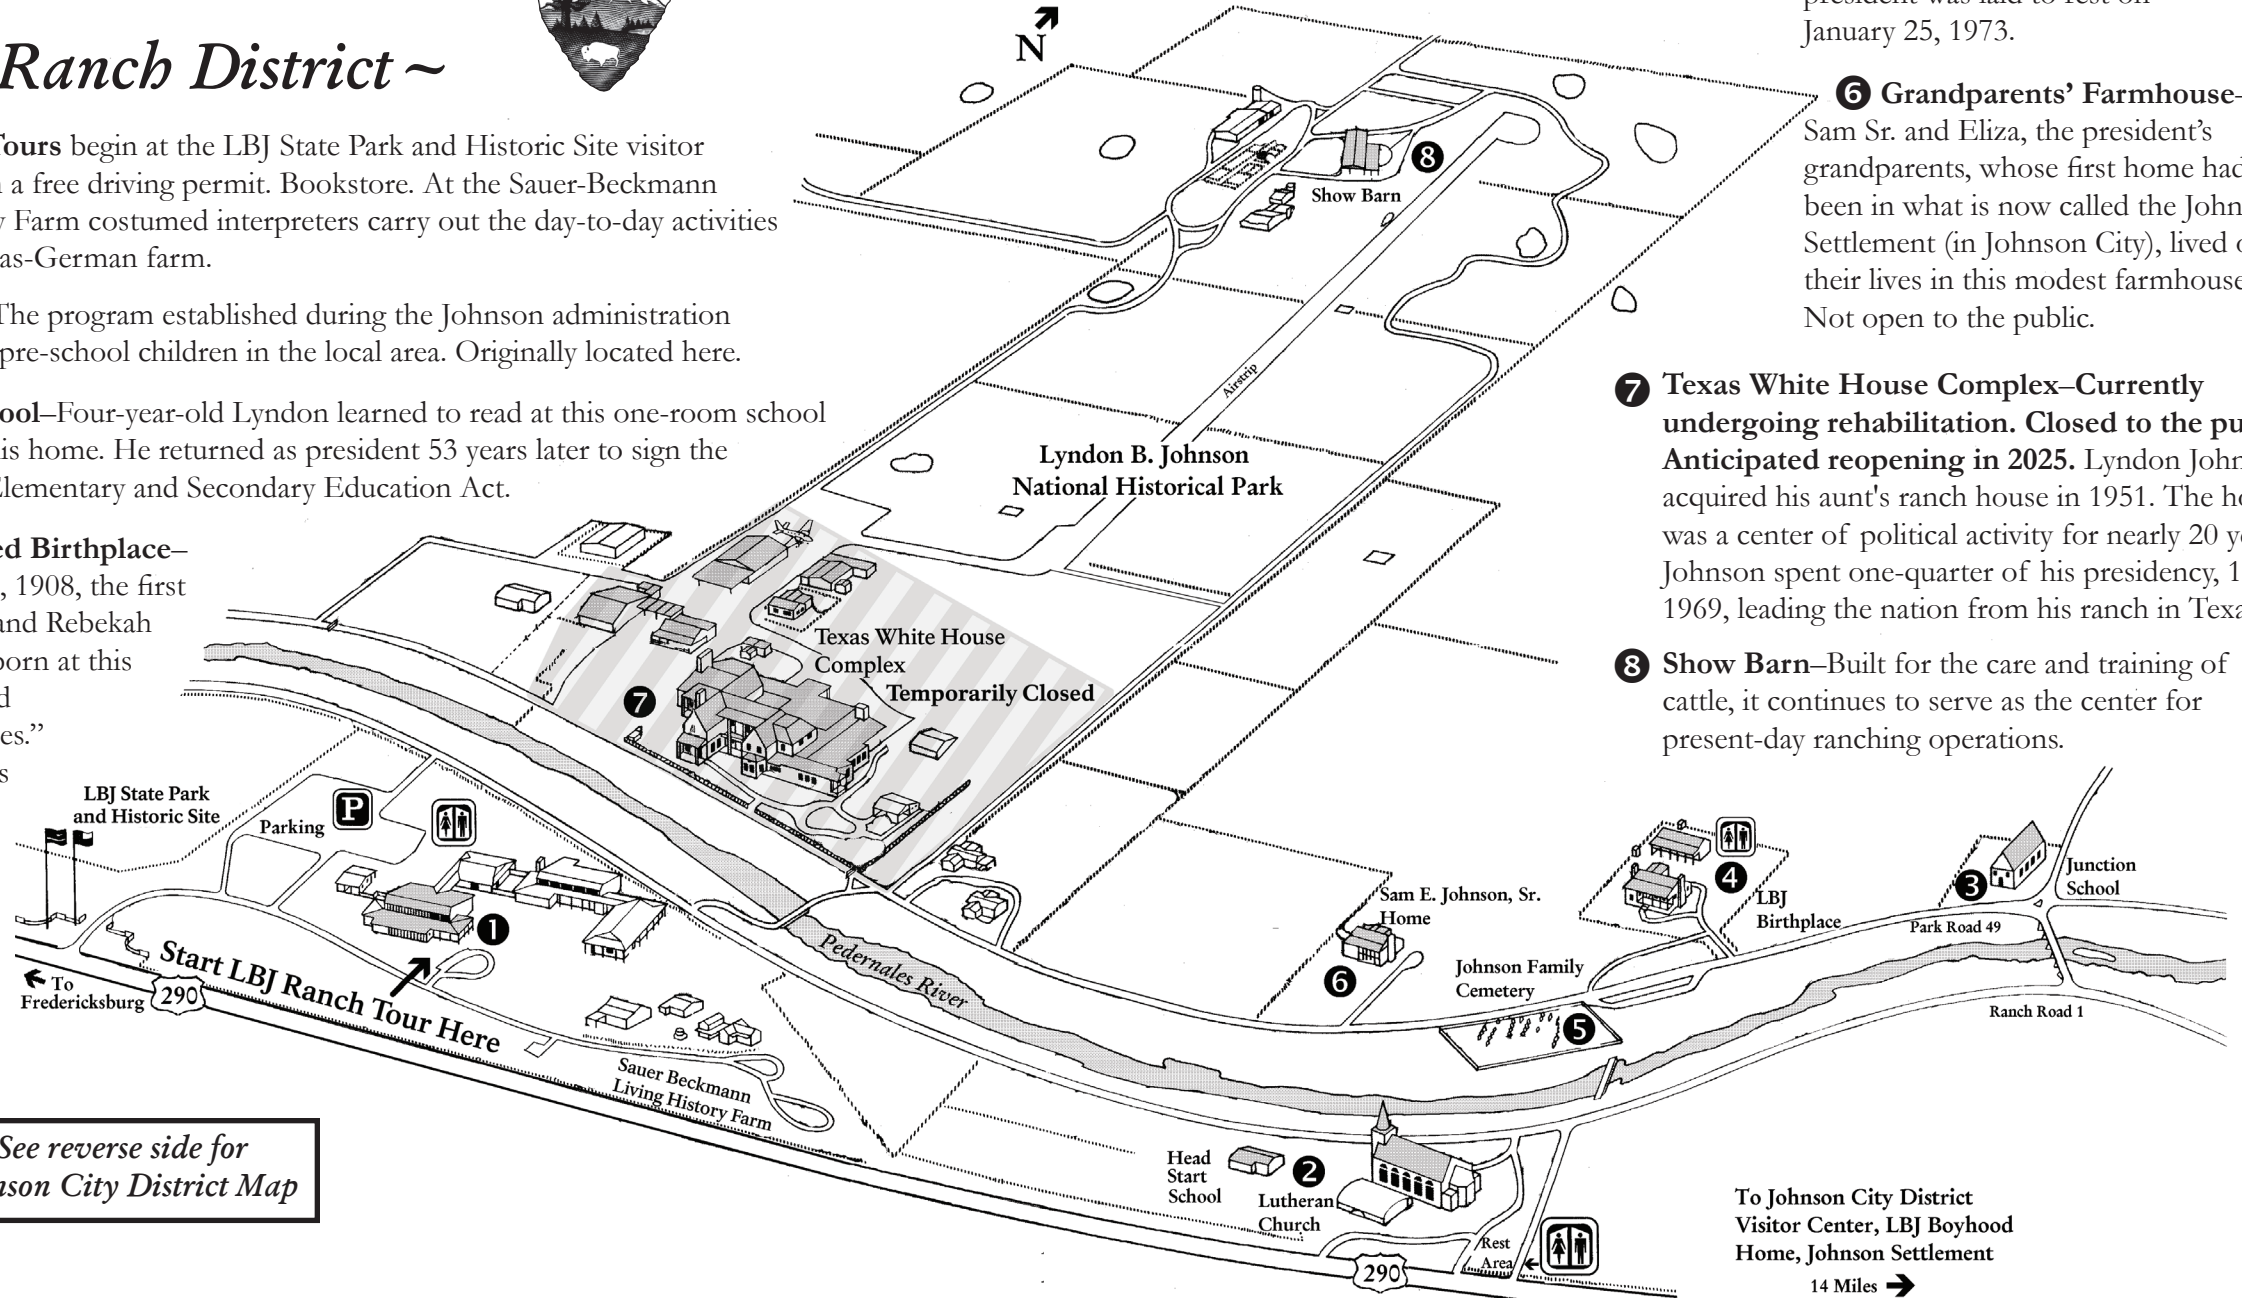 Ranch District ~
Tours begin at the LBJ State Park and Historic Site visitor
a free driving permit. Bookstore. At the Sauer-Beckmann
Farm costumed interpreters carry out the day-to-day activities
as-German farm.
The program established during the Johnson administration
pre-school children in the local area. Originally located here.
ool–Four-year-old Lyndon learned to read at this one-room school
is home. He returned as president 53 years later to sign the
Elementary and Secondary Education Act.
ed Birthplace–
, 1908, the first
and Rebekah
born at this
d
es.”
s
January 25, 1973.
6 Grandparents’ Farmhouse–
Sam Sr. and Eliza, the president’s
grandparents, whose first home had
been in what is now called the John
Settlement (in Johnson City), lived o
their lives in this modest farmhouse
Not open to the public.
7 Texas White House Complex–Currently
undergoing rehabilitation. Closed to the pu
Anticipated reopening in 2025. Lyndon John
acquired his aunt's ranch house in 1951. The ho
was a center of political activity for nearly 20 y
Johnson spent one-quarter of his presidency, 1
1969, leading the nation from his ranch in Texa
8 Show Barn–Built for the care and training of
cattle, it continues to serve as the center for
present-day ranching operations.
N
8
Show Barn
Airstrip
Lyndon B. Johnson
National Historical Park
Texas White House
Complex
Temporarily Closed
7
LBJ State Park
and Historic Site
Parking
P
1
Start LBJ Ranch Tour Here
To
Fredericksburg
290
Pedernales River
Sauer Beckmann
Living History Farm
Sam E. Johnson, Sr.
Home
6
Johnson Family
Cemetery
5
4
LBJ
Birthplace
3
Junction
School
Park Road 49
Ranch Road 1
Head
Start
School
2
Lutheran
Church
Rest
Area
290
To Johnson City District
Visitor Center, LBJ Boyhood
Home, Johnson Settlement
14 Miles
See reverse side for
nson City District Map